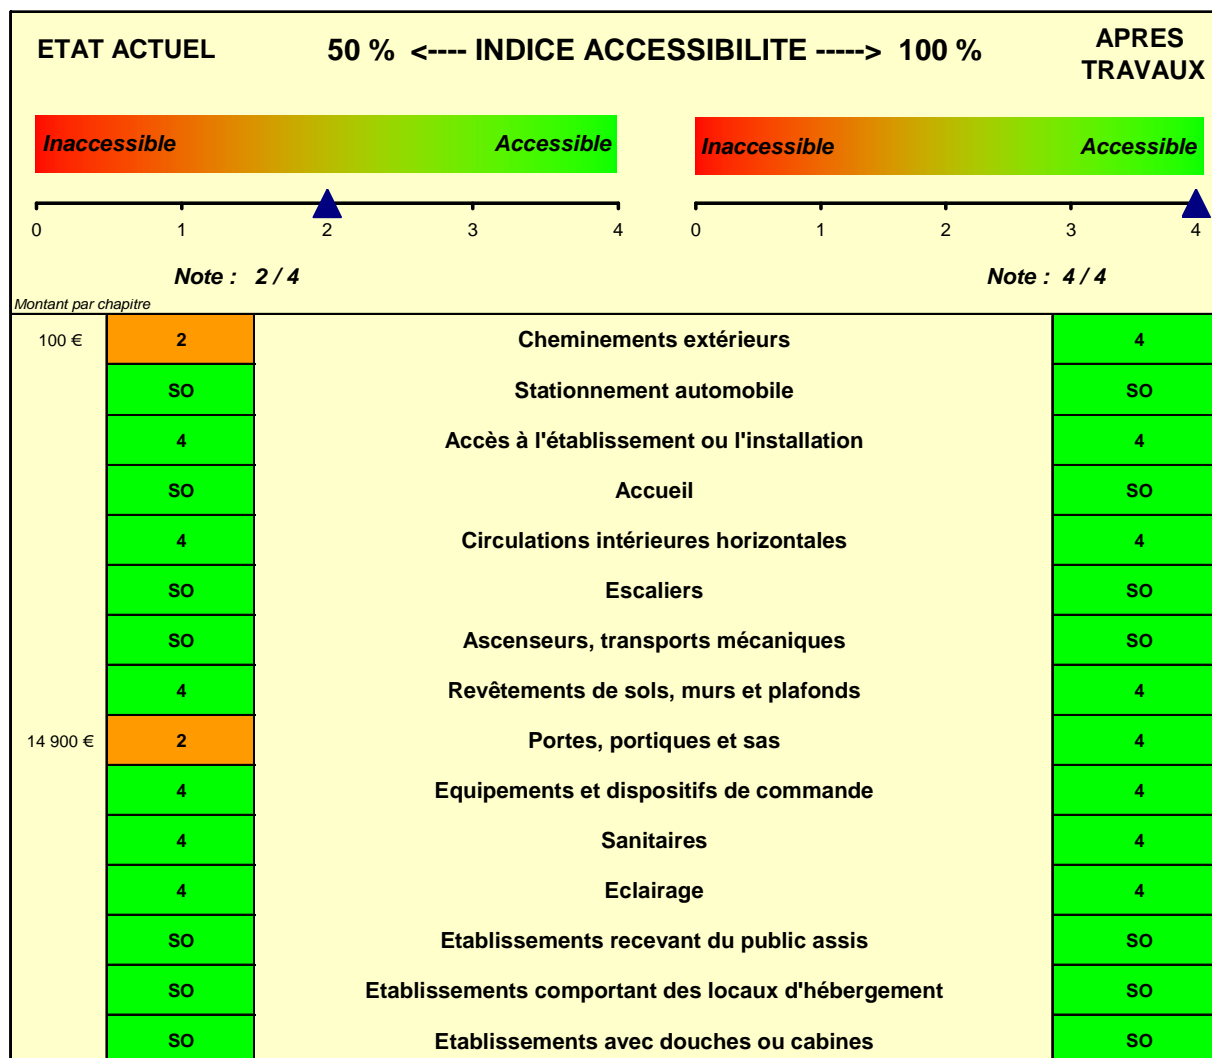 ETAT ACTUEL 50 % <---- INDICE ACCESSIBILITE -----> 100 % APRES TRAVAUX
Inaccessible Accessible Inaccessible Accessible
0 1 2 3 4 0 1 2 3 4
Note : 2 / 4 Note : 4 / 4
Montant par chapitre
100 € 2 Cheminements extérieurs 4
SO Stationnement automobile SO
4 Accès à l'établissement ou l'installation 4
SO Accueil SO
4 Circulations intérieures horizontales 4
SO Escaliers SO
SO Ascenseurs, transports mécaniques SO
4 Revêtements de sols, murs et plafonds 4
14 900 € 2 Portes, portiques et sas 4
4 Equipements et dispositifs de commande 4
4 Sanitaires 4
4 Eclairage 4
SO Etablissements recevant du public assis SO
SO Etablissements comportant des locaux d'hébergement SO
SO Etablissements avec douches ou cabines SO